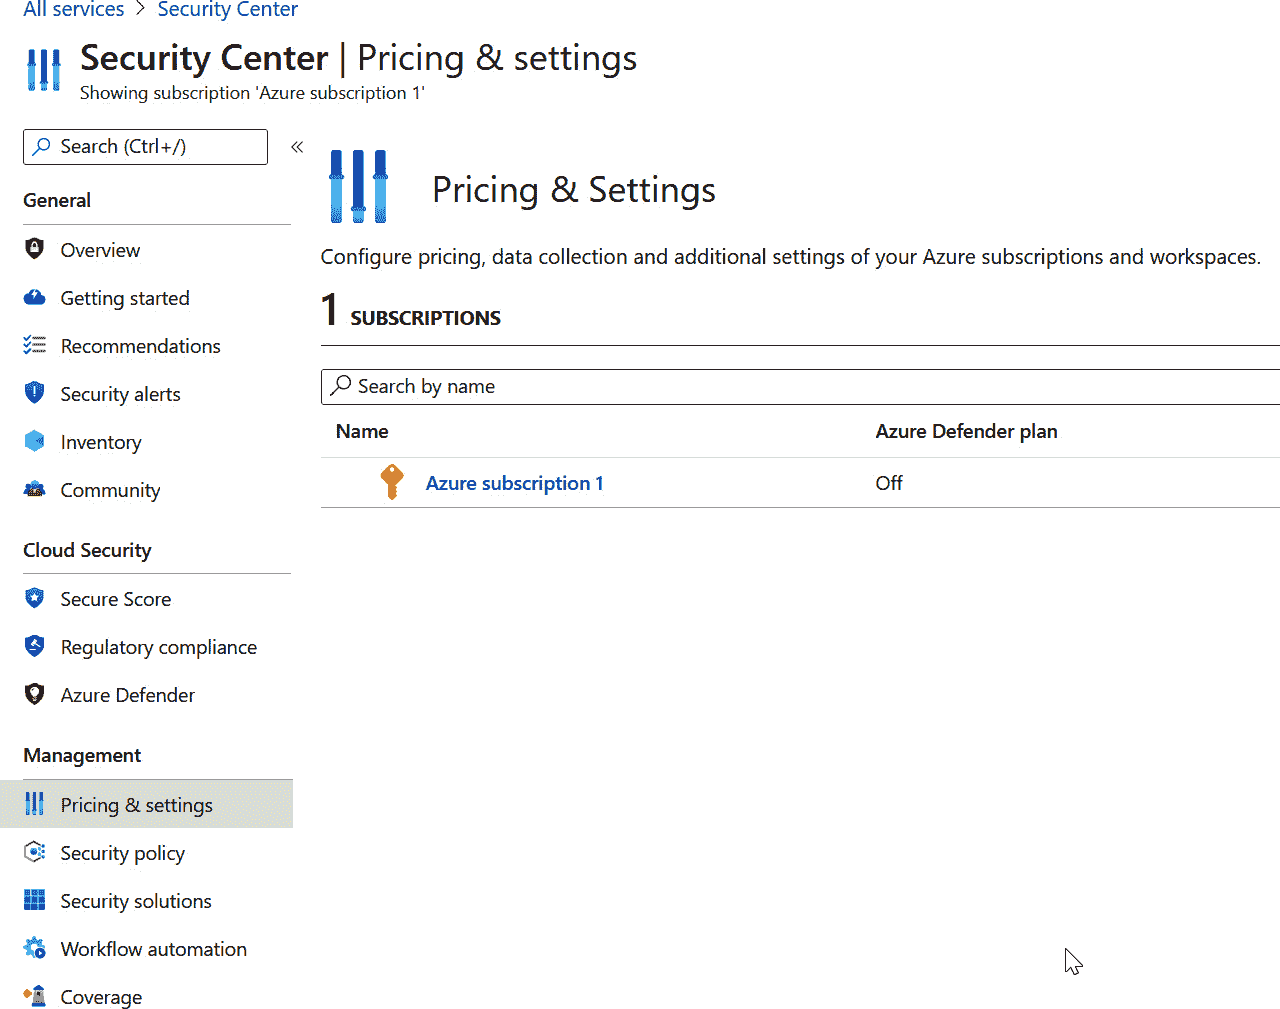 All services > Security Center
Security Center | Pricing & settings
Showing subscription 'Azure subscription 1'
Search (Ctrl+/)
«
General
Overview
Getting started
Recommendations
Security alerts
Inventory
Community
Cloud Security
Secure Score
Regulatory compliance
Azure Defender
Management
Pricing & settings
Security policy
Security solutions
Workflow automation
Coverage
Pricing & Settings
Configure pricing, data collection and additional settings of your Azure subscriptions and workspaces.
1 SUBSCRIPTIONS
Search by name
Name Azure Defender plan
Azure subscription 1 Off